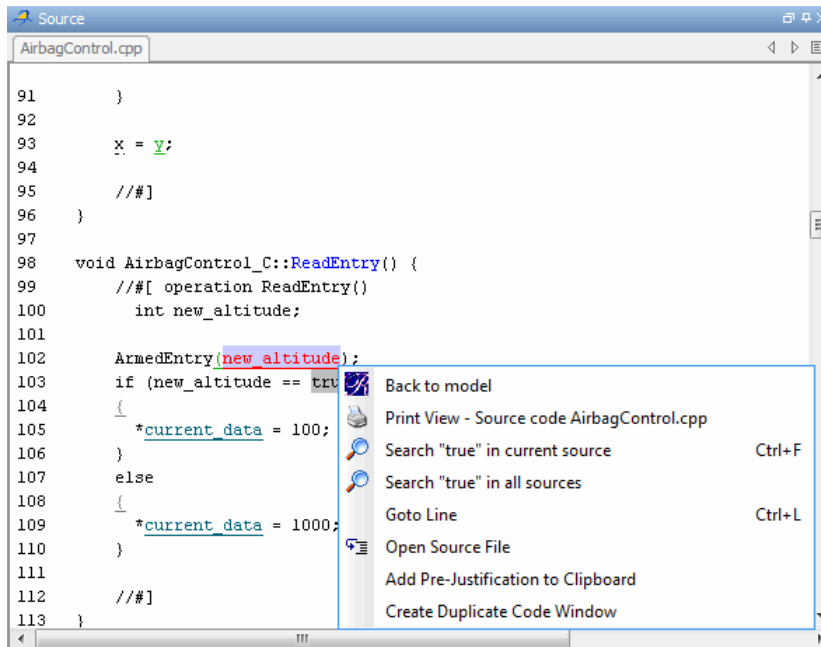 Source
AirbagControl.cpp
91 }
92
93 x = y;
94
95 //#]
96 }
97
98 void AirbagControl_C::ReadEntry() {
99 //#[ operation ReadEntry()
100 int new_altitude;
101
102 ArmedEntry(new_altitude);
103 if (new_altitude == tru
104 {
105 *current_data = 100;
106 }
107 else
108 {
109 *current_data = 1000;
110 }
111
112 //#]
113 }
Back to model
Print View - Source code AirbagControl.cpp
Search "true" in current source Ctrl+F
Search "true" in all sources
Goto Line Ctrl+L
Open Source File
Add Pre-Justification to Clipboard
Create Duplicate Code Window